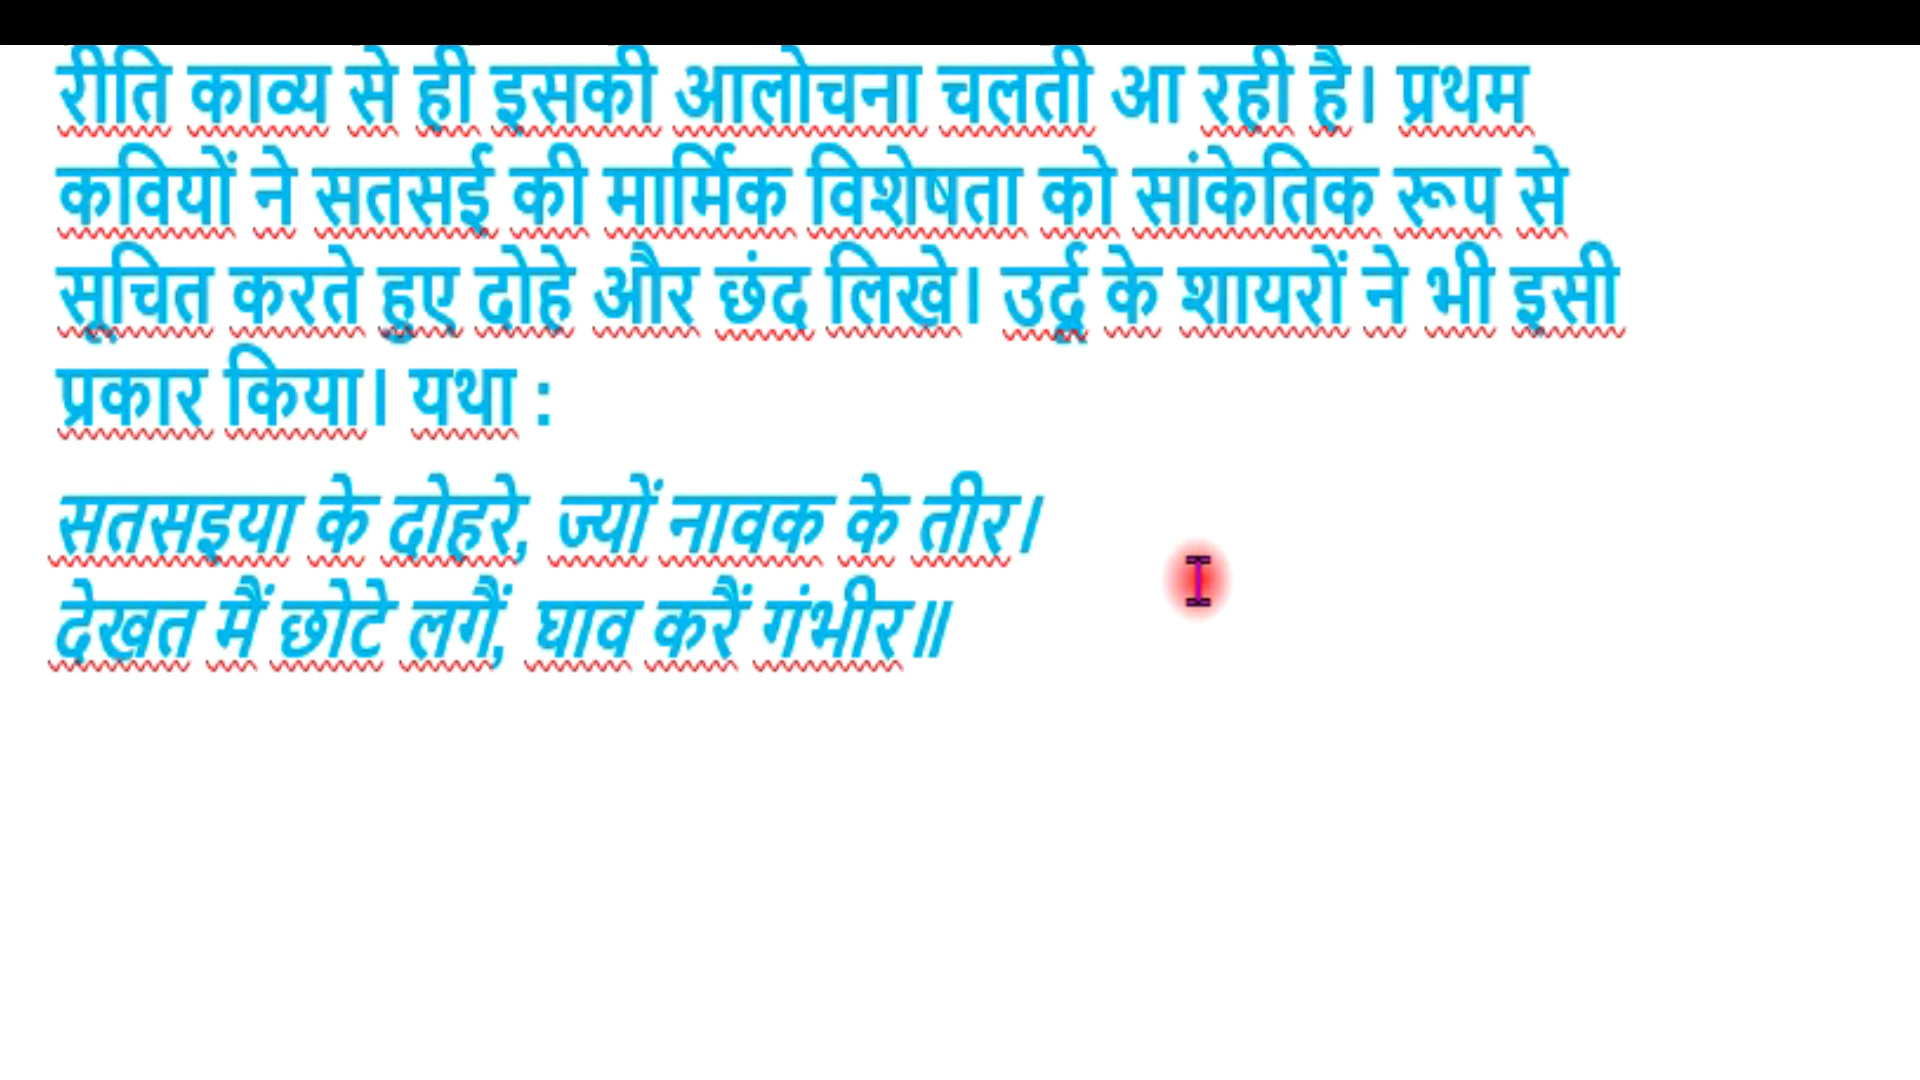 रीति काव्य से ही इसकी आलोचना चलती आ रही है। प्रथम
कवियों ने सतसई की मार्मिक विशेषता को सांकेतिक रूप से
सूचित करते हुए दोहे और छंद लिखे। उर्दू के शायरों ने भी इसी
प्रकार किया। यथा :
सतसइया के दोहरे, ज्यों नावक के तीर।
देखत मैं छोटे लगैं, घाव करैं गंभीर॥